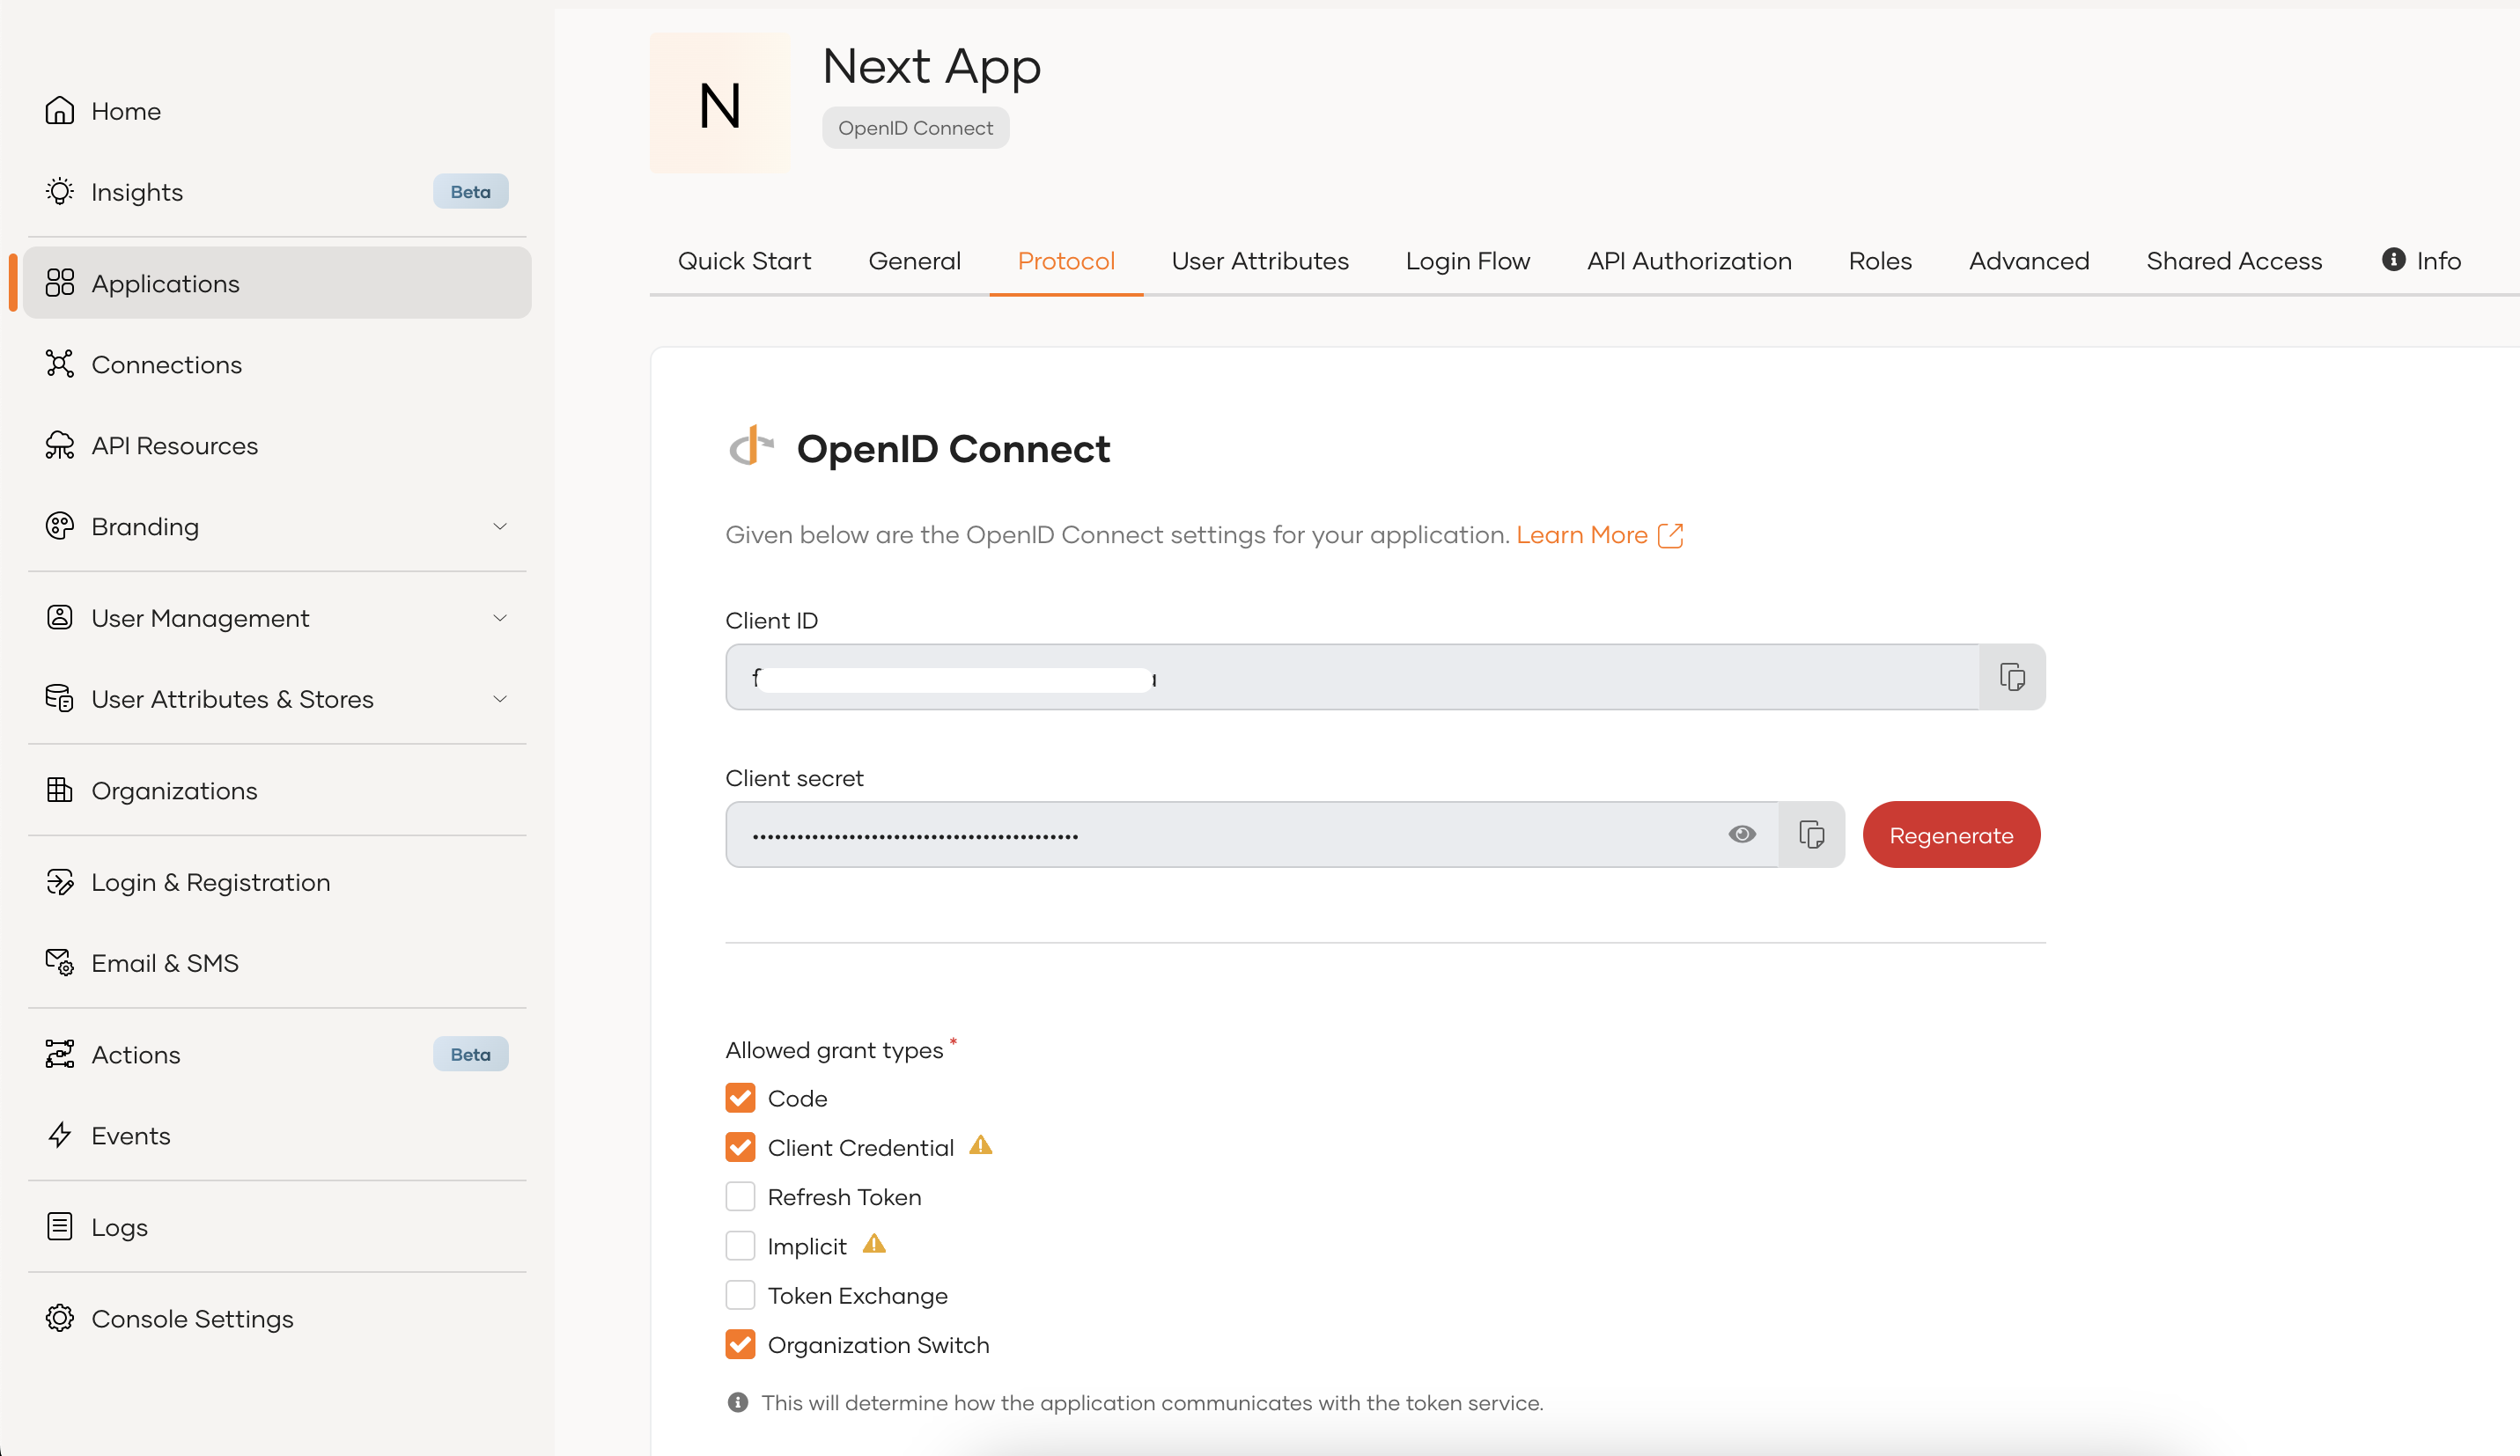 Home
Insights
Beta
Applications
Connections
API Resources
Branding
User Management
User Attributes & Stores
Organizations
Login & Registration
Email & SMS
Actions
Beta
Events
Logs
Console Settings
N
Next App
OpenID Connect
Quick Start General Protocol User Attributes Login Flow API Authorization Roles Advanced Shared Access Info
OpenID Connect
Given below are the OpenID Connect settings for your application. Learn More
Client ID
Client secret
Regenerate
Allowed grant types *
Code
Client Credential
Refresh Token
Implicit
Token Exchange
Organization Switch
This will determine how the application communicates with the token service.